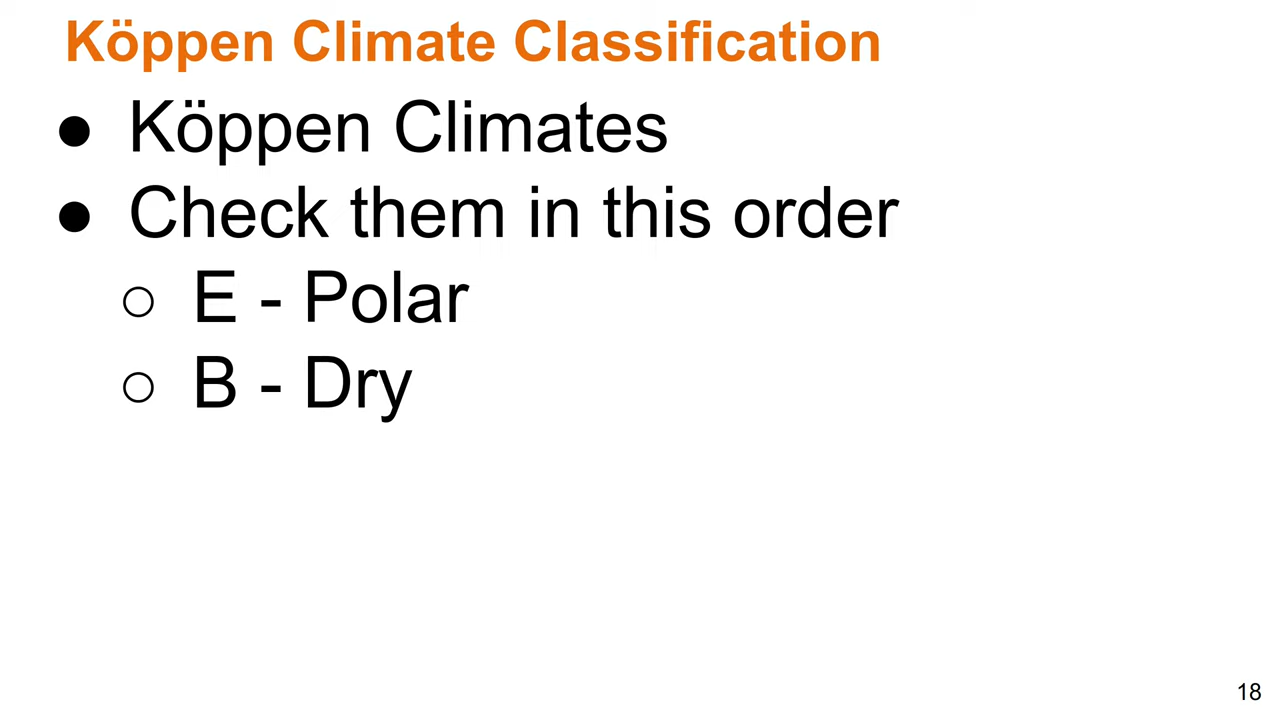 Köppen Climate Classification
● Köppen Climates
● Check them in this order
○ E - Polar
○ B - Dry
18